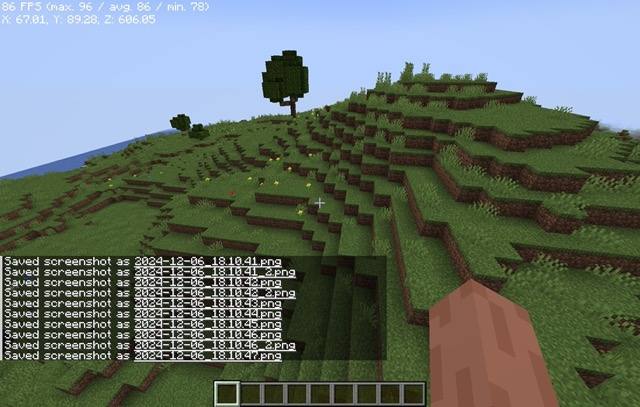 86 FPS (max. 96 / avg. 86 / min. 78)
X: 67.01, Y: 89.28, Z: 606.05
Saved screenshot as 2024-12-06_18.10.41.png
Saved screenshot as 2024-12-06_18.10.41_2.png
Saved screenshot as 2024-12-06_18.10.42.png
Saved screenshot as 2024-12-06_18.10.42_2.png
Saved screenshot as 2024-12-06_18.10.43.png
Saved screenshot as 2024-12-06_18.10.44.png
Saved screenshot as 2024-12-06_18.10.45.png
Saved screenshot as 2024-12-06_18.10.46.png
Saved screenshot as 2024-12-06_18.10.46_2.png
Saved screenshot as 2024-12-06_18.10.47.png